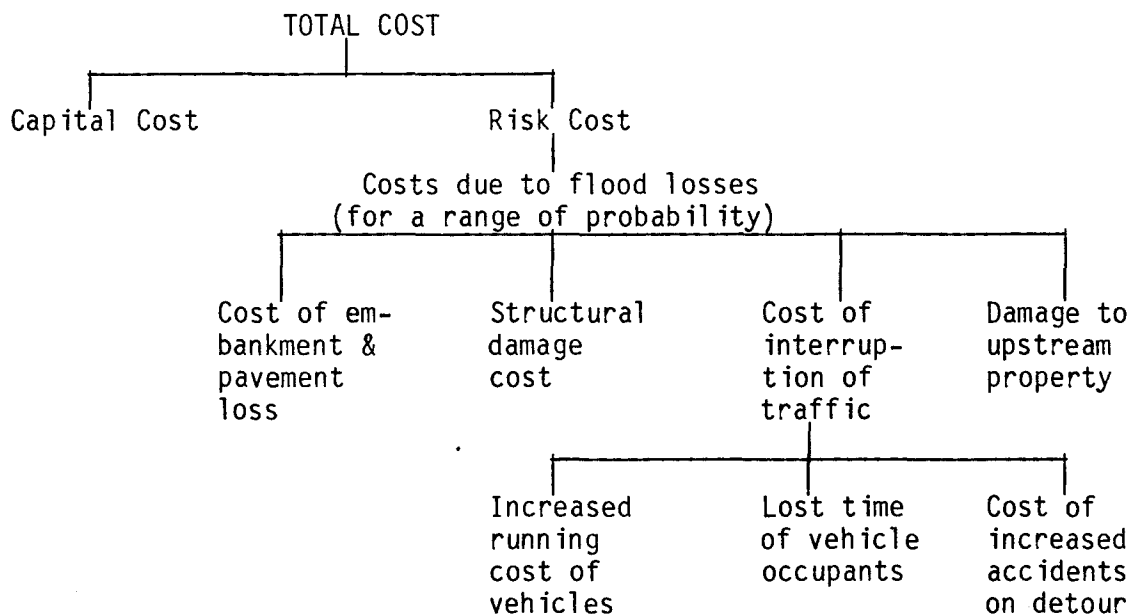 TOTAL COST
Capital Cost
Risk Cost
Costs due to flood losses
(for a range of probability)
Cost of em-
bankment &
pavement
loss
Structural
damage
cost
Cost of
interrup-
tion of
traffic
Damage to
upstream
property
Increased
running
cost of
vehicles
Lost time
of vehicle
occupants
Cost of
increased
accidents
on detour